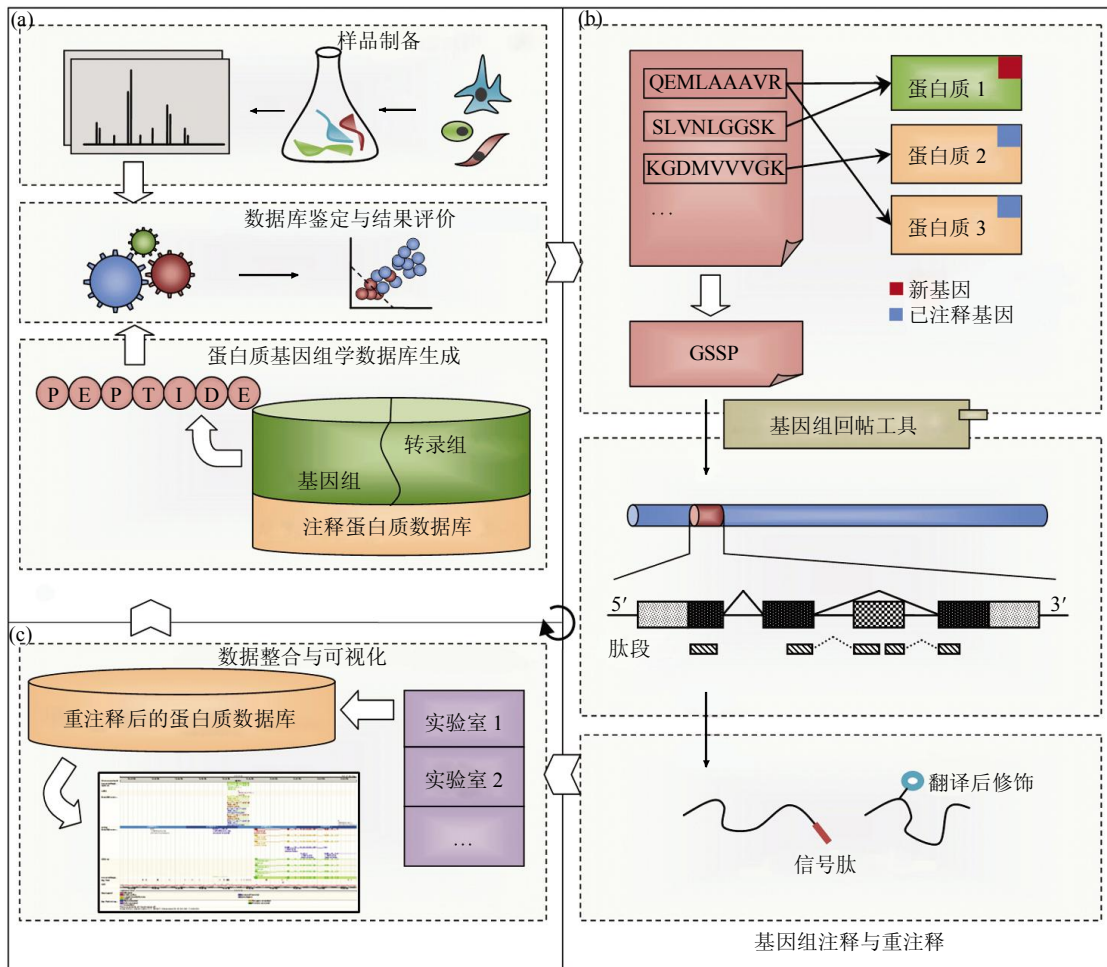 (a)
样品制备
数据库鉴定与结果评价
蛋白质基因组学数据库生成
P E P T I D E
转录组
基因组
注释蛋白质数据库
(b)
QEMLAAAVR
SLVNLGGSK
KGDMVVVGK
...
蛋白质 1
蛋白质 2
蛋白质 3
新基因
已注释基因
GSSP
基因组回帖工具
5′
3′
肽段
翻译后修饰
信号肽
基因组注释与重注释
(c)
数据整合与可视化
重注释后的蛋白质数据库
实验室 1
实验室 2
...